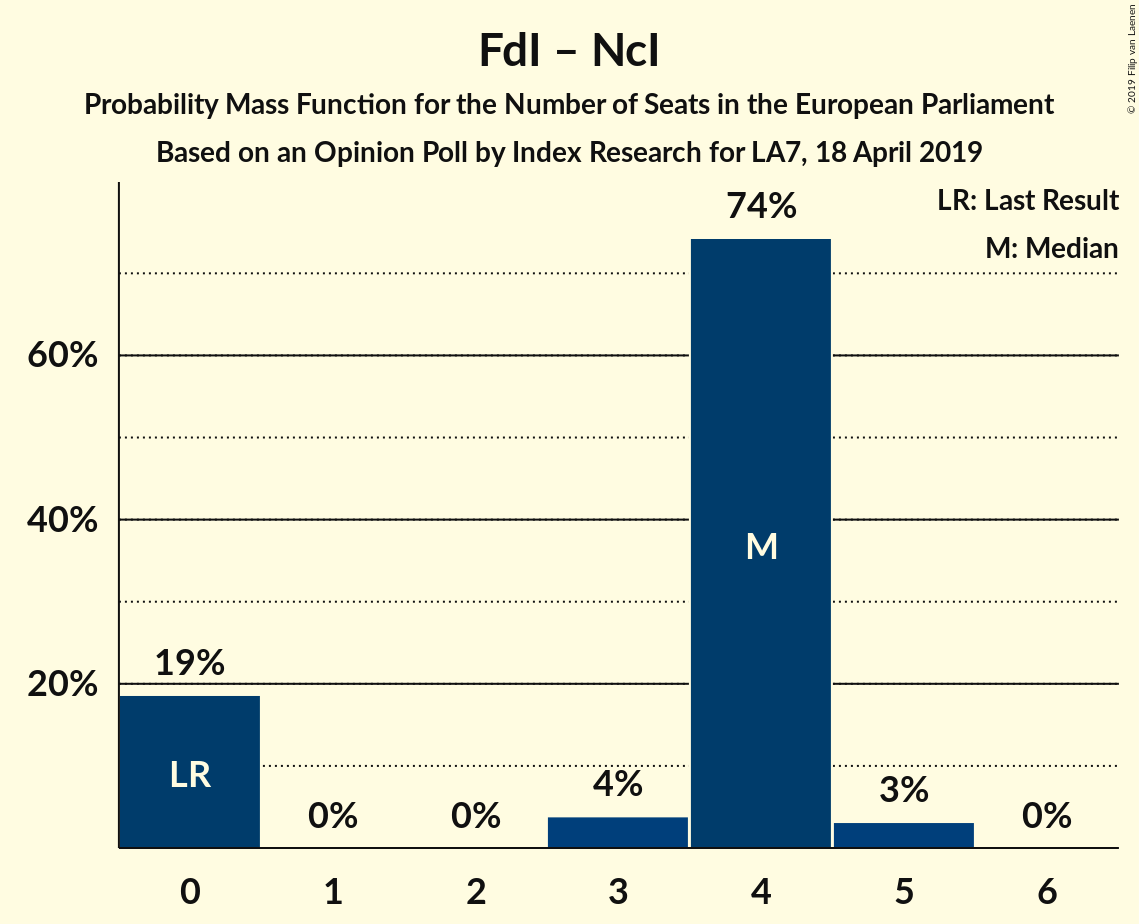 FdI – NcI
Probability Mass Function for the Number of Seats in the European Parliament
Based on an Opinion Poll by Index Research for LA7, 18 April 2019
© 2019 Filip van Laenen
LR: Last Result
M: Median
74%
60%
40%
M
19%
20%
LR
4%
3%
0%
0%
0%
0 1 2 3 4 5 6